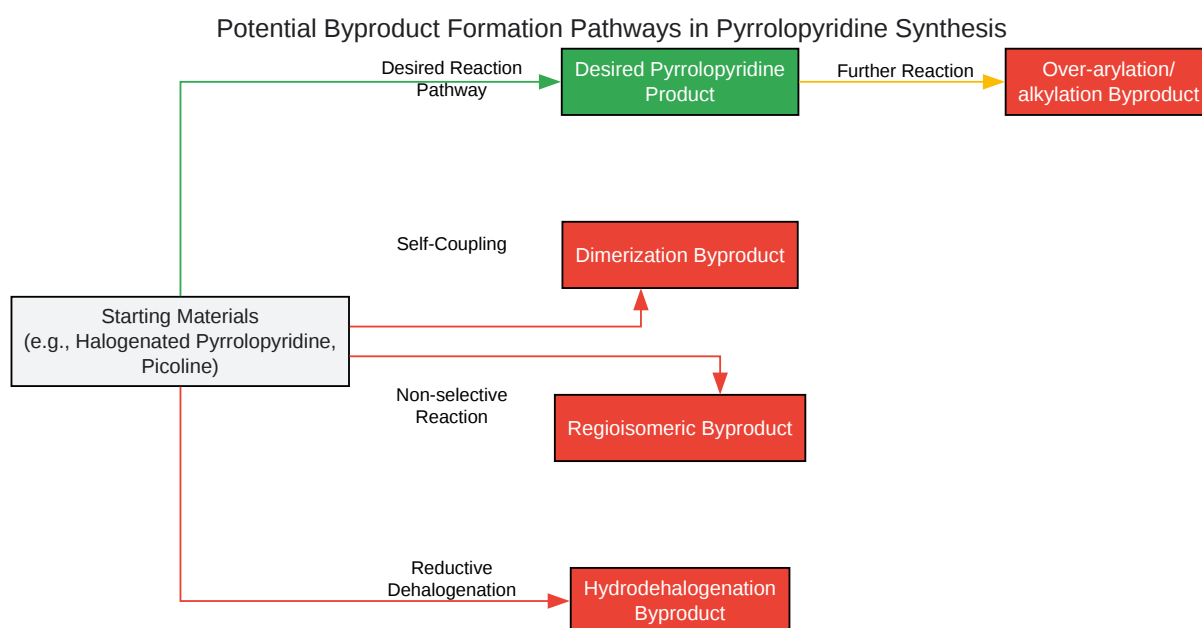 Potential Byproduct Formation Pathways in Pyrrolopyridine Synthesis
Desired Reaction
Pathway
Desired Pyrrolopyridine
Product
Further Reaction
Over-arylation/
alkylation Byproduct
Self-Coupling
Dimerization Byproduct
Starting Materials
(e.g., Halogenated Pyrrolopyridine,
Picoline)
Non-selective
Reaction
Regioisomeric Byproduct
Reductive
Dehalogenation
Hydrodehalogenation
Byproduct